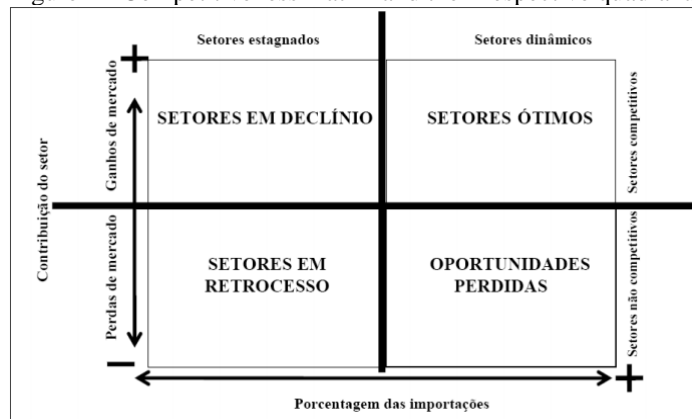 Setores estagnados
Setores dinâmicos
SETORES EM DECLÍNIO
SETORES ÓTIMOS
Ganhos de mercado
Setores competitivos
Contribuição do setor
SETORES EM
RETROCESSO
OPORTUNIDADES
PERDIDAS
Perdas de mercado
Setores não competitivos
Porcentagem das importações